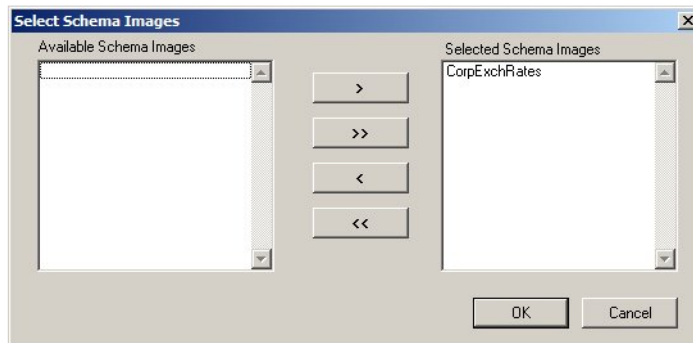 Select Schema Images
Available Schema Images
Selected Schema Images
CorpExchRates
>
>>
<
<<
OK
Cancel